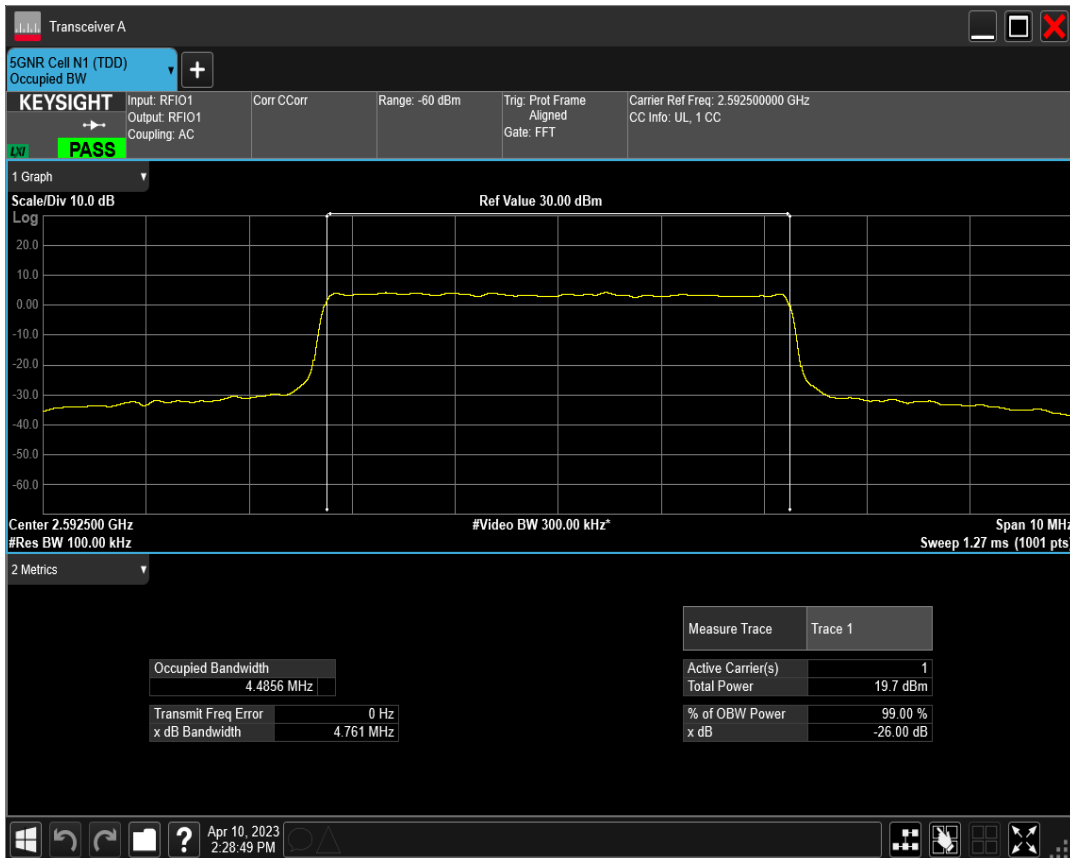 Transceiver A
5GNR Cell N1 (TDD)
Occupied BW
+
KEYSIGHT
LXI
PASS
Input: RFIO1
Output: RFIO1
Coupling: AC
Corr CCorr
Range: -60 dBm
Trig: Prot Frame
Aligned
Gate: FFT
Carrier Ref Freq: 2.592500000 GHz
CC Info: UL, 1 CC
1 Graph
Scale/Div 10.0 dB
Ref Value 30.00 dBm
Log
20.0
10.0
0.00
-10.0
-20.0
-30.0
-40.0
-50.0
-60.0
Center 2.592500 GHz
#Video BW 300.00 kHz*
Span 10 MHz
#Res BW 100.00 kHz
Sweep 1.27 ms (1001 pts)
2 Metrics
Measure Trace Trace 1
Occupied Bandwidth
4.4856 MHz
Active Carrier(s) 1
Total Power 19.7 dBm
Transmit Freq Error 0 Hz
x dB Bandwidth 4.761 MHz
% of OBW Power 99.00 %
x dB -26.00 dB
?
Apr 10, 2023
2:28:49 PM